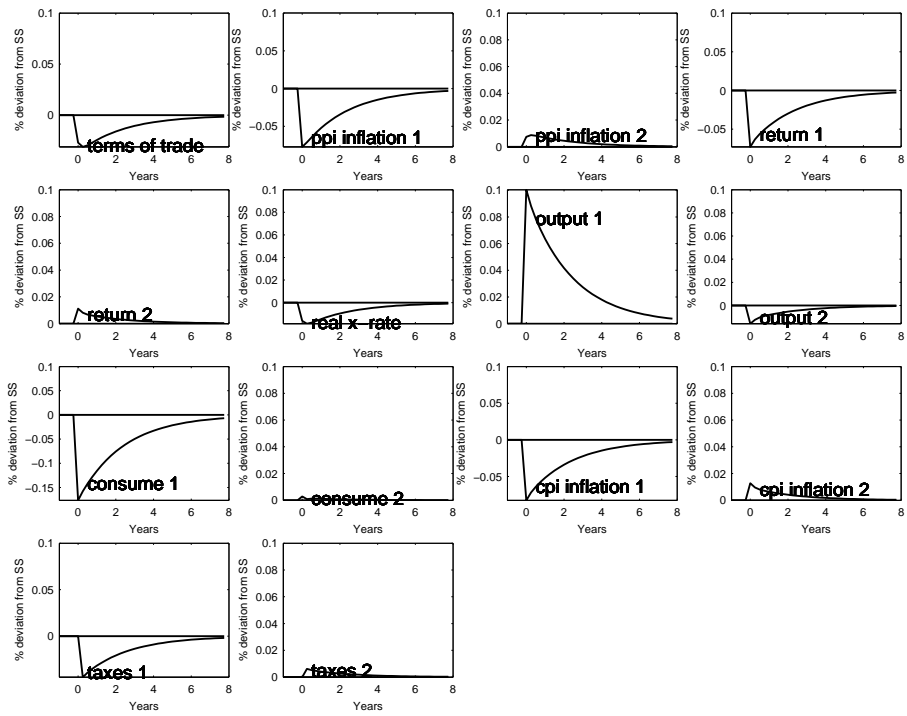 0.1
0.05
0
% deviation from SS
terms of trade
0 2 4 6 8
Years
0.1
0.05
0
−0.05
% deviation from SS
ppi inflation 1
0 2 4 6 8
Years
0.1
0.08
0.06
0.04
0.02
0
% deviation from SS
ppi inflation 2
0 2 4 6 8
Years
0.1
0.05
0
−0.05
% deviation from SS
return 1
0 2 4 6 8
Years
0.1
0.08
0.06
0.04
0.02
0
% deviation from SS
return 2
0 2 4 6 8
Years
0.1
0.08
0.06
0.04
0.02
0
% deviation from SS
real x−rate
0 2 4 6 8
Years
0.1
0.08
0.06
0.04
0.02
0
% deviation from SS
output 1
0 2 4 6 8
Years
0.1
0.08
0.06
0.04
0.02
0
% deviation from SS
output 2
0 2 4 6 8
Years
0.1
0.05
0
−0.05
−0.1
−0.15
% deviation from SS
consume 1
0 2 4 6 8
Years
0.1
0.08
0.06
0.04
0.02
0
% deviation from SS
consume 2
0 2 4 6 8
Years
0.1
0.05
0
−0.05
% deviation from SS
cpi inflation 1
0 2 4 6 8
Years
0.1
0.08
0.06
0.04
0.02
0
% deviation from SS
cpi inflation 2
0 2 4 6 8
Years
0.1
0.05
0
% deviation from SS
taxes 1
0 2 4 6 8
Years
0.1
0.08
0.06
0.04
0.02
0
% deviation from SS
taxes 2
0 2 4 6 8
Years